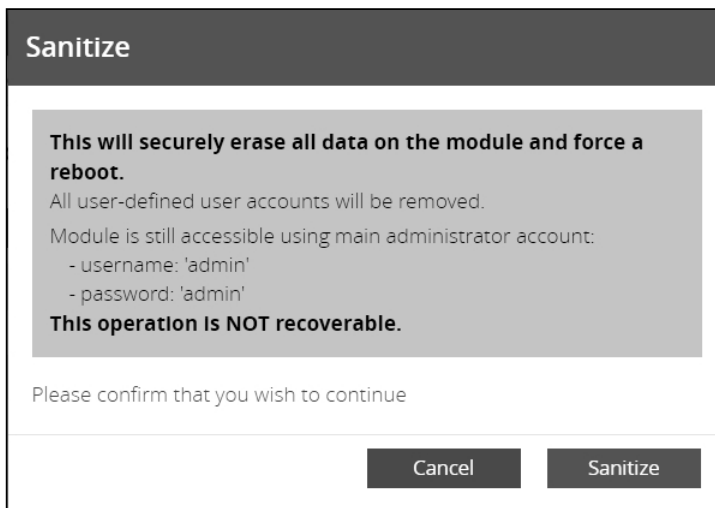 Sanitize
This will securely erase all data on the module and force a
reboot.
All user-defined user accounts will be removed.
Module is still accessible using main administrator account:
- username: 'admin'
- password: 'admin'
This operation is NOT recoverable.
Please confirm that you wish to continue
Cancel
Sanitize